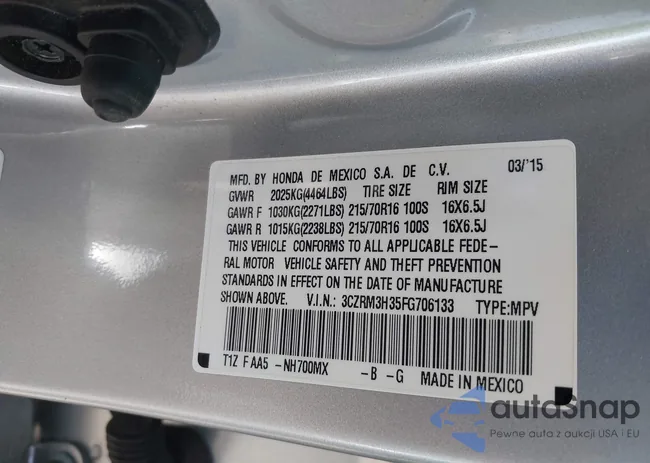 MFD. BY HONDA DE MEXICO S.A. DE C.V. 03/'15
GVWR 2025KG(4464LBS) TIRE SIZE RIM SIZE
GAWR F 1030KG(2271LBS) 215/70R16 100S 16X6.5J
GAWR R 1015KG(2238LBS) 215/70R16 100S 16X6.5J
THIS VEHICLE CONFORMS TO ALL APPLICABLE FEDE-
RAL MOTOR VEHICLE SAFETY AND THEFT PREVENTION
STANDARDS IN EFFECT ON THE DATE OF MANUFACTURE
SHOWN ABOVE. V.I.N.: 3CZRM3H35FG706133 TYPE:MPV
T1Z F AA5 -NH700MX -B -G MADE IN MEXICO
autosnap
Pewne auta z aukcji USA i EU